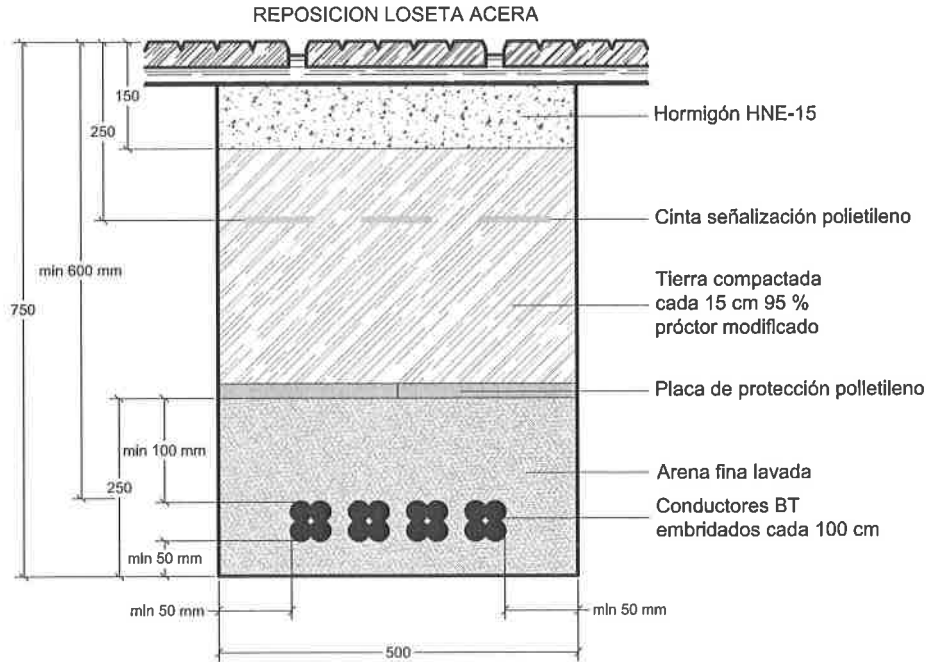 REPOSICION LOSETA ACERA
150
Hormigón HNE-15
250
Cinta señalización polietileno
min 600 mm
Tierra compactada
cada 15 cm 95 %
próctor modificado
750
Placa de protección polietileno
min 100 mm
Arena fina lavada
250
Conductores BT
embridados cada 100 cm
min 50 mm
min 50 mm
min 50 mm
500